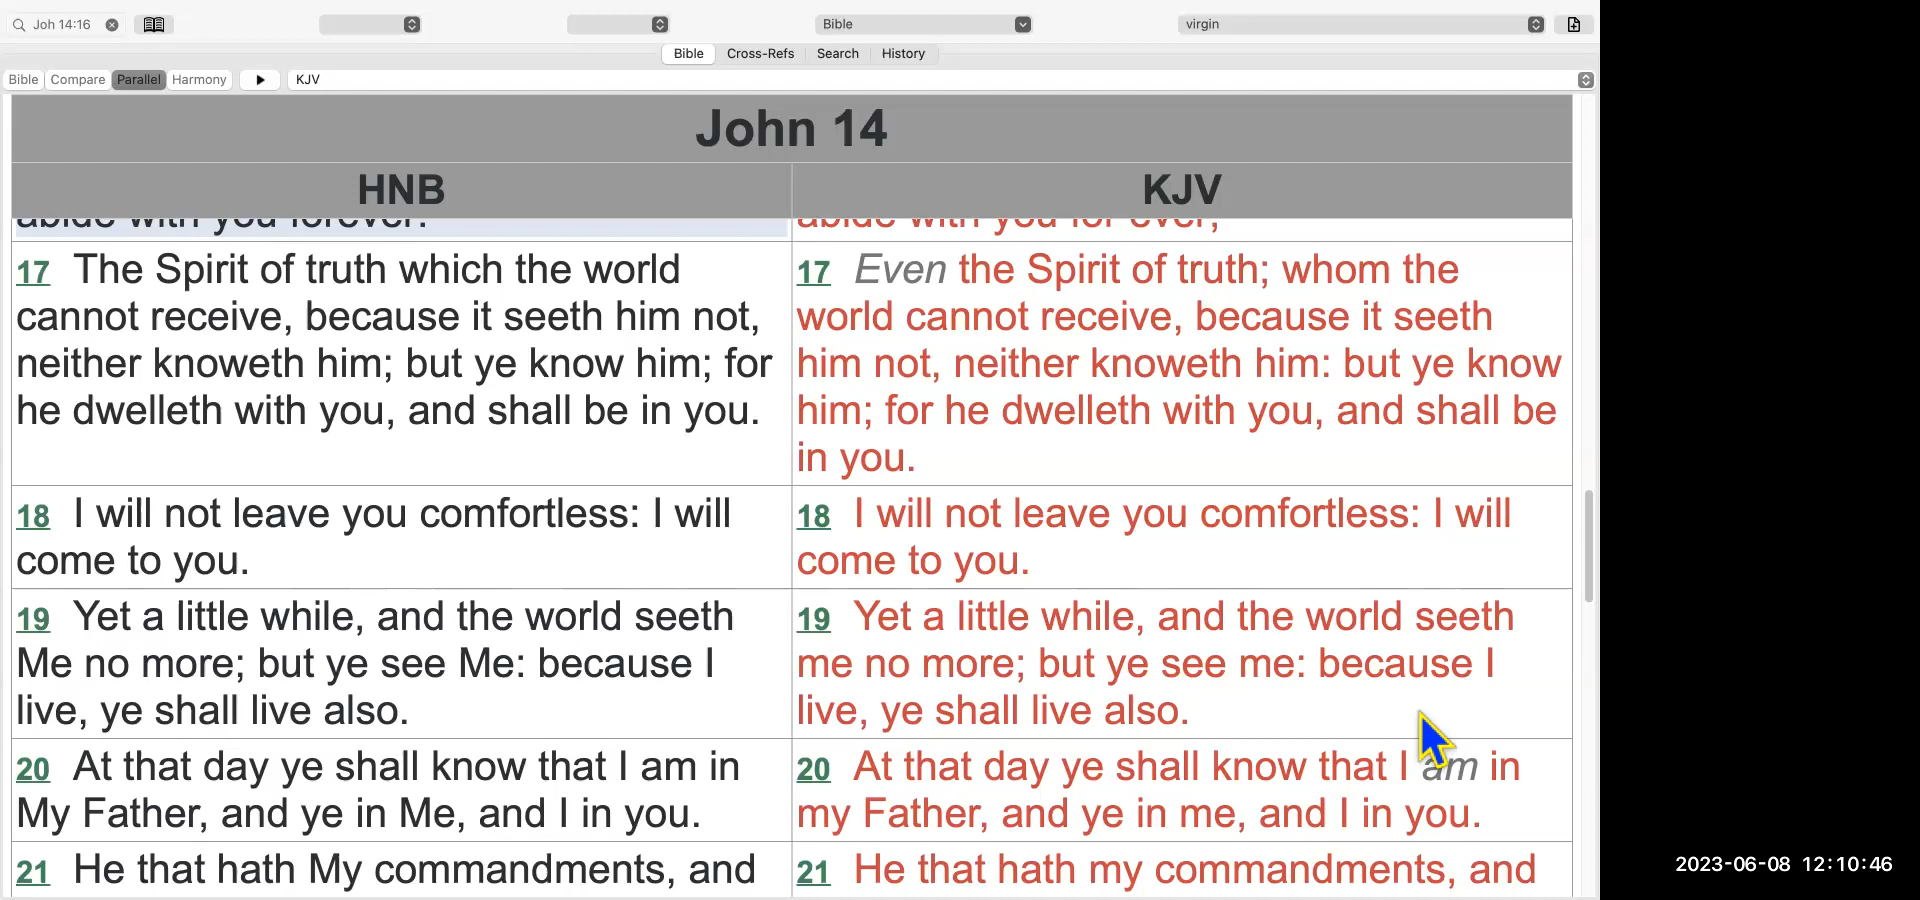 Joh 14:16
Bible
virgin
Bible Cross-Refs Search History
Bible Compare Parallel Harmony KJV
John 14
HNB
KJV
abide with you forever.
17 The Spirit of truth which the world
cannot receive, because it seeth him not,
neither knoweth him; but ye know him; for
he dwelleth with you, and shall be in you.
18 I will not leave you comfortless: I will
come to you.
19 Yet a little while, and the world seeth
Me no more; but ye see Me: because I
live, ye shall live also.
20 At that day ye shall know that I am in
My Father, and ye in Me, and I in you.
21 He that hath My commandments, and
abide with you for ever;
17 Even the Spirit of truth; whom the
world cannot receive, because it seeth
him not, neither knoweth him: but ye know
him; for he dwelleth with you, and shall be
in you.
18 I will not leave you comfortless: I will
come to you.
19 Yet a little while, and the world seeth
me no more; but ye see me: because I
live, ye shall live also.
20 At that day ye shall know that I am in
my Father, and ye in me, and I in you.
21 He that hath my commandments, and
2023-06-08 12:10:46